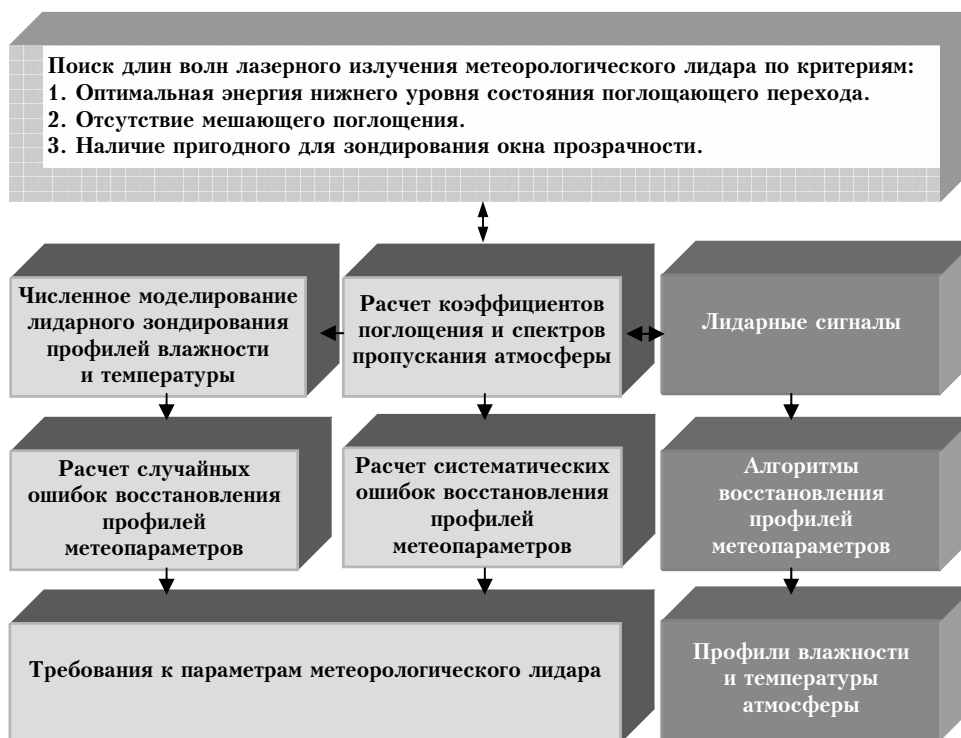 Поиск длин волн лазерного излучения метеорологического лидара по критериям:
1. Оптимальная энергия нижнего уровня состояния поглощающего перехода.
2. Отсутствие мешающего поглощения.
3. Наличие пригодного для зондирования окна прозрачности.
Численное моделирование
лидарного зондирования
профилей влажности
и температуры
Расчет коэффициентов
поглощения и спектров
пропускания атмосферы
Лидарные сигналы
Расчет случайных
ошибок восстановления
профилей
метеопараметров
Расчет систематических
ошибок восстановления
профилей
метеопараметров
Алгоритмы
восстановления
профилей
метеопараметров
Требования к параметрам метеорологического лидара
Профили влажности
и температуры
атмосферы